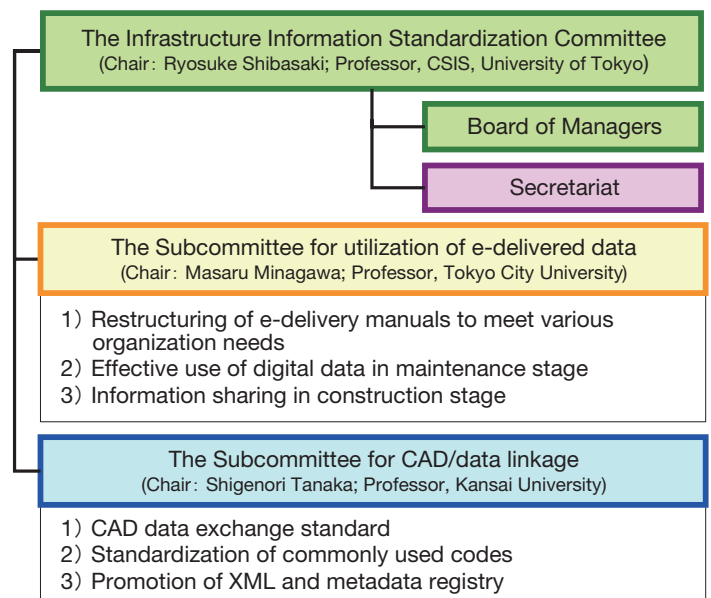 The Infrastructure Information Standardization Committee
(Chair: Ryosuke Shibasaki; Professor, CSIS, University of Tokyo)
Board of Managers
Secretariat
The Subcommittee for utilization of e-delivered data
(Chair: Masaru Minagawa; Professor, Tokyo City University)
1) Restructuring of e-delivery manuals to meet various
organization needs
2) Effective use of digital data in maintenance stage
3) Information sharing in construction stage
The Subcommittee for CAD/data linkage
(Chair: Shigenori Tanaka; Professor, Kansai University)
1) CAD data exchange standard
2) Standardization of commonly used codes
3) Promotion of XML and metadata registry